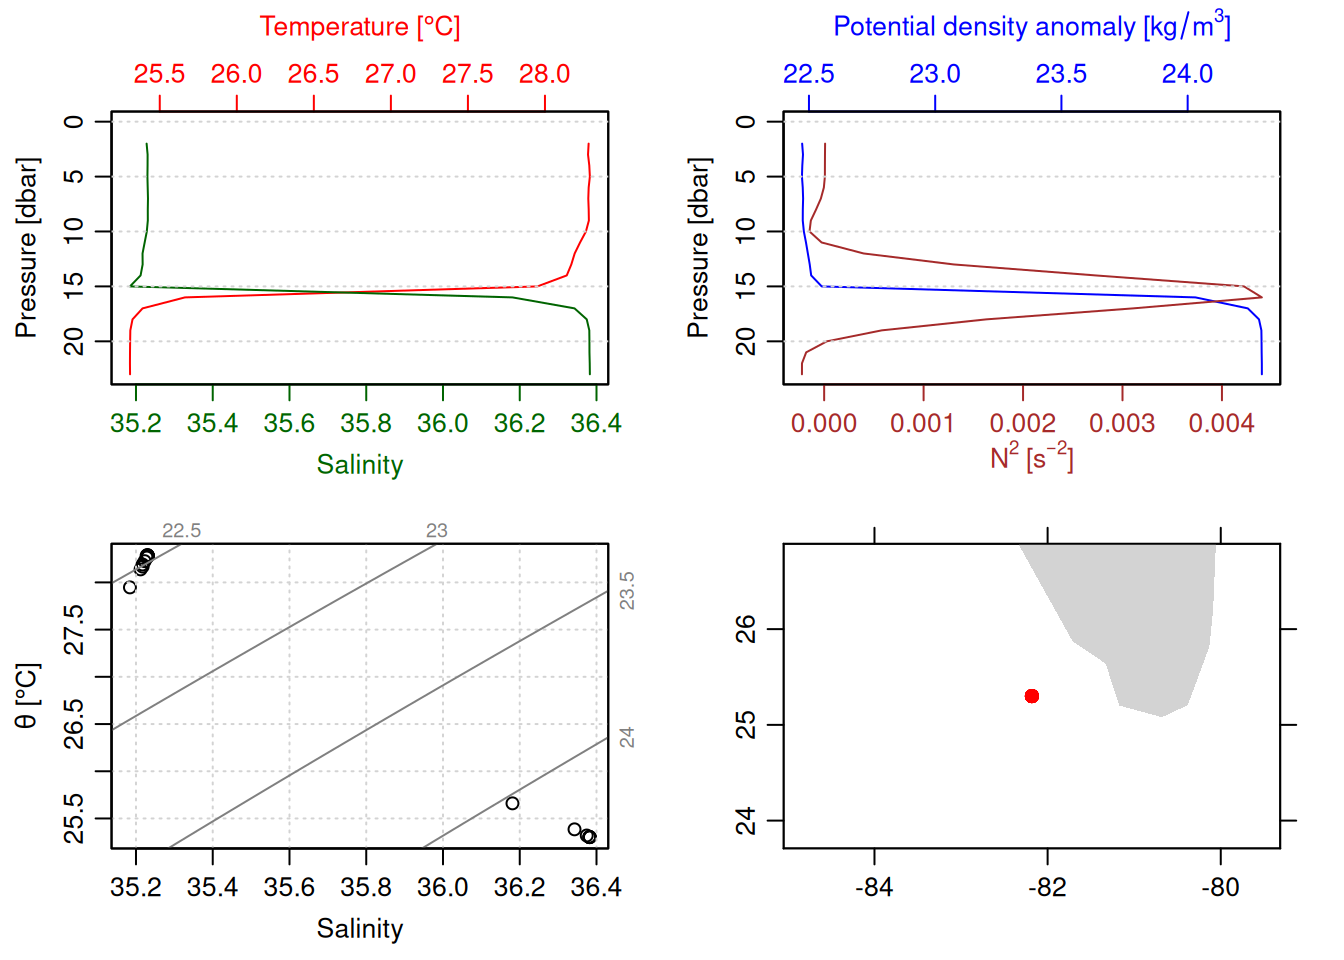 Temperature [°C]
25.5 26.0 26.5 27.0 27.5 28.0
0 5 10 15 20
Pressure [dbar]
35.2 35.4 35.6 35.8 36.0 36.2 36.4
Salinity
Potential density anomaly [kg/m³]
22.5 23.0 23.5 24.0
0 5 10 15 20
Pressure [dbar]
0.000 0.001 0.002 0.003 0.004
N² [s⁻²]
22.5 23
23.5
24
27.5
26.5
25.5
θ [°C]
35.2 35.4 35.6 35.8 36.0 36.2 36.4
Salinity
26
25
24
-84 -82 -80